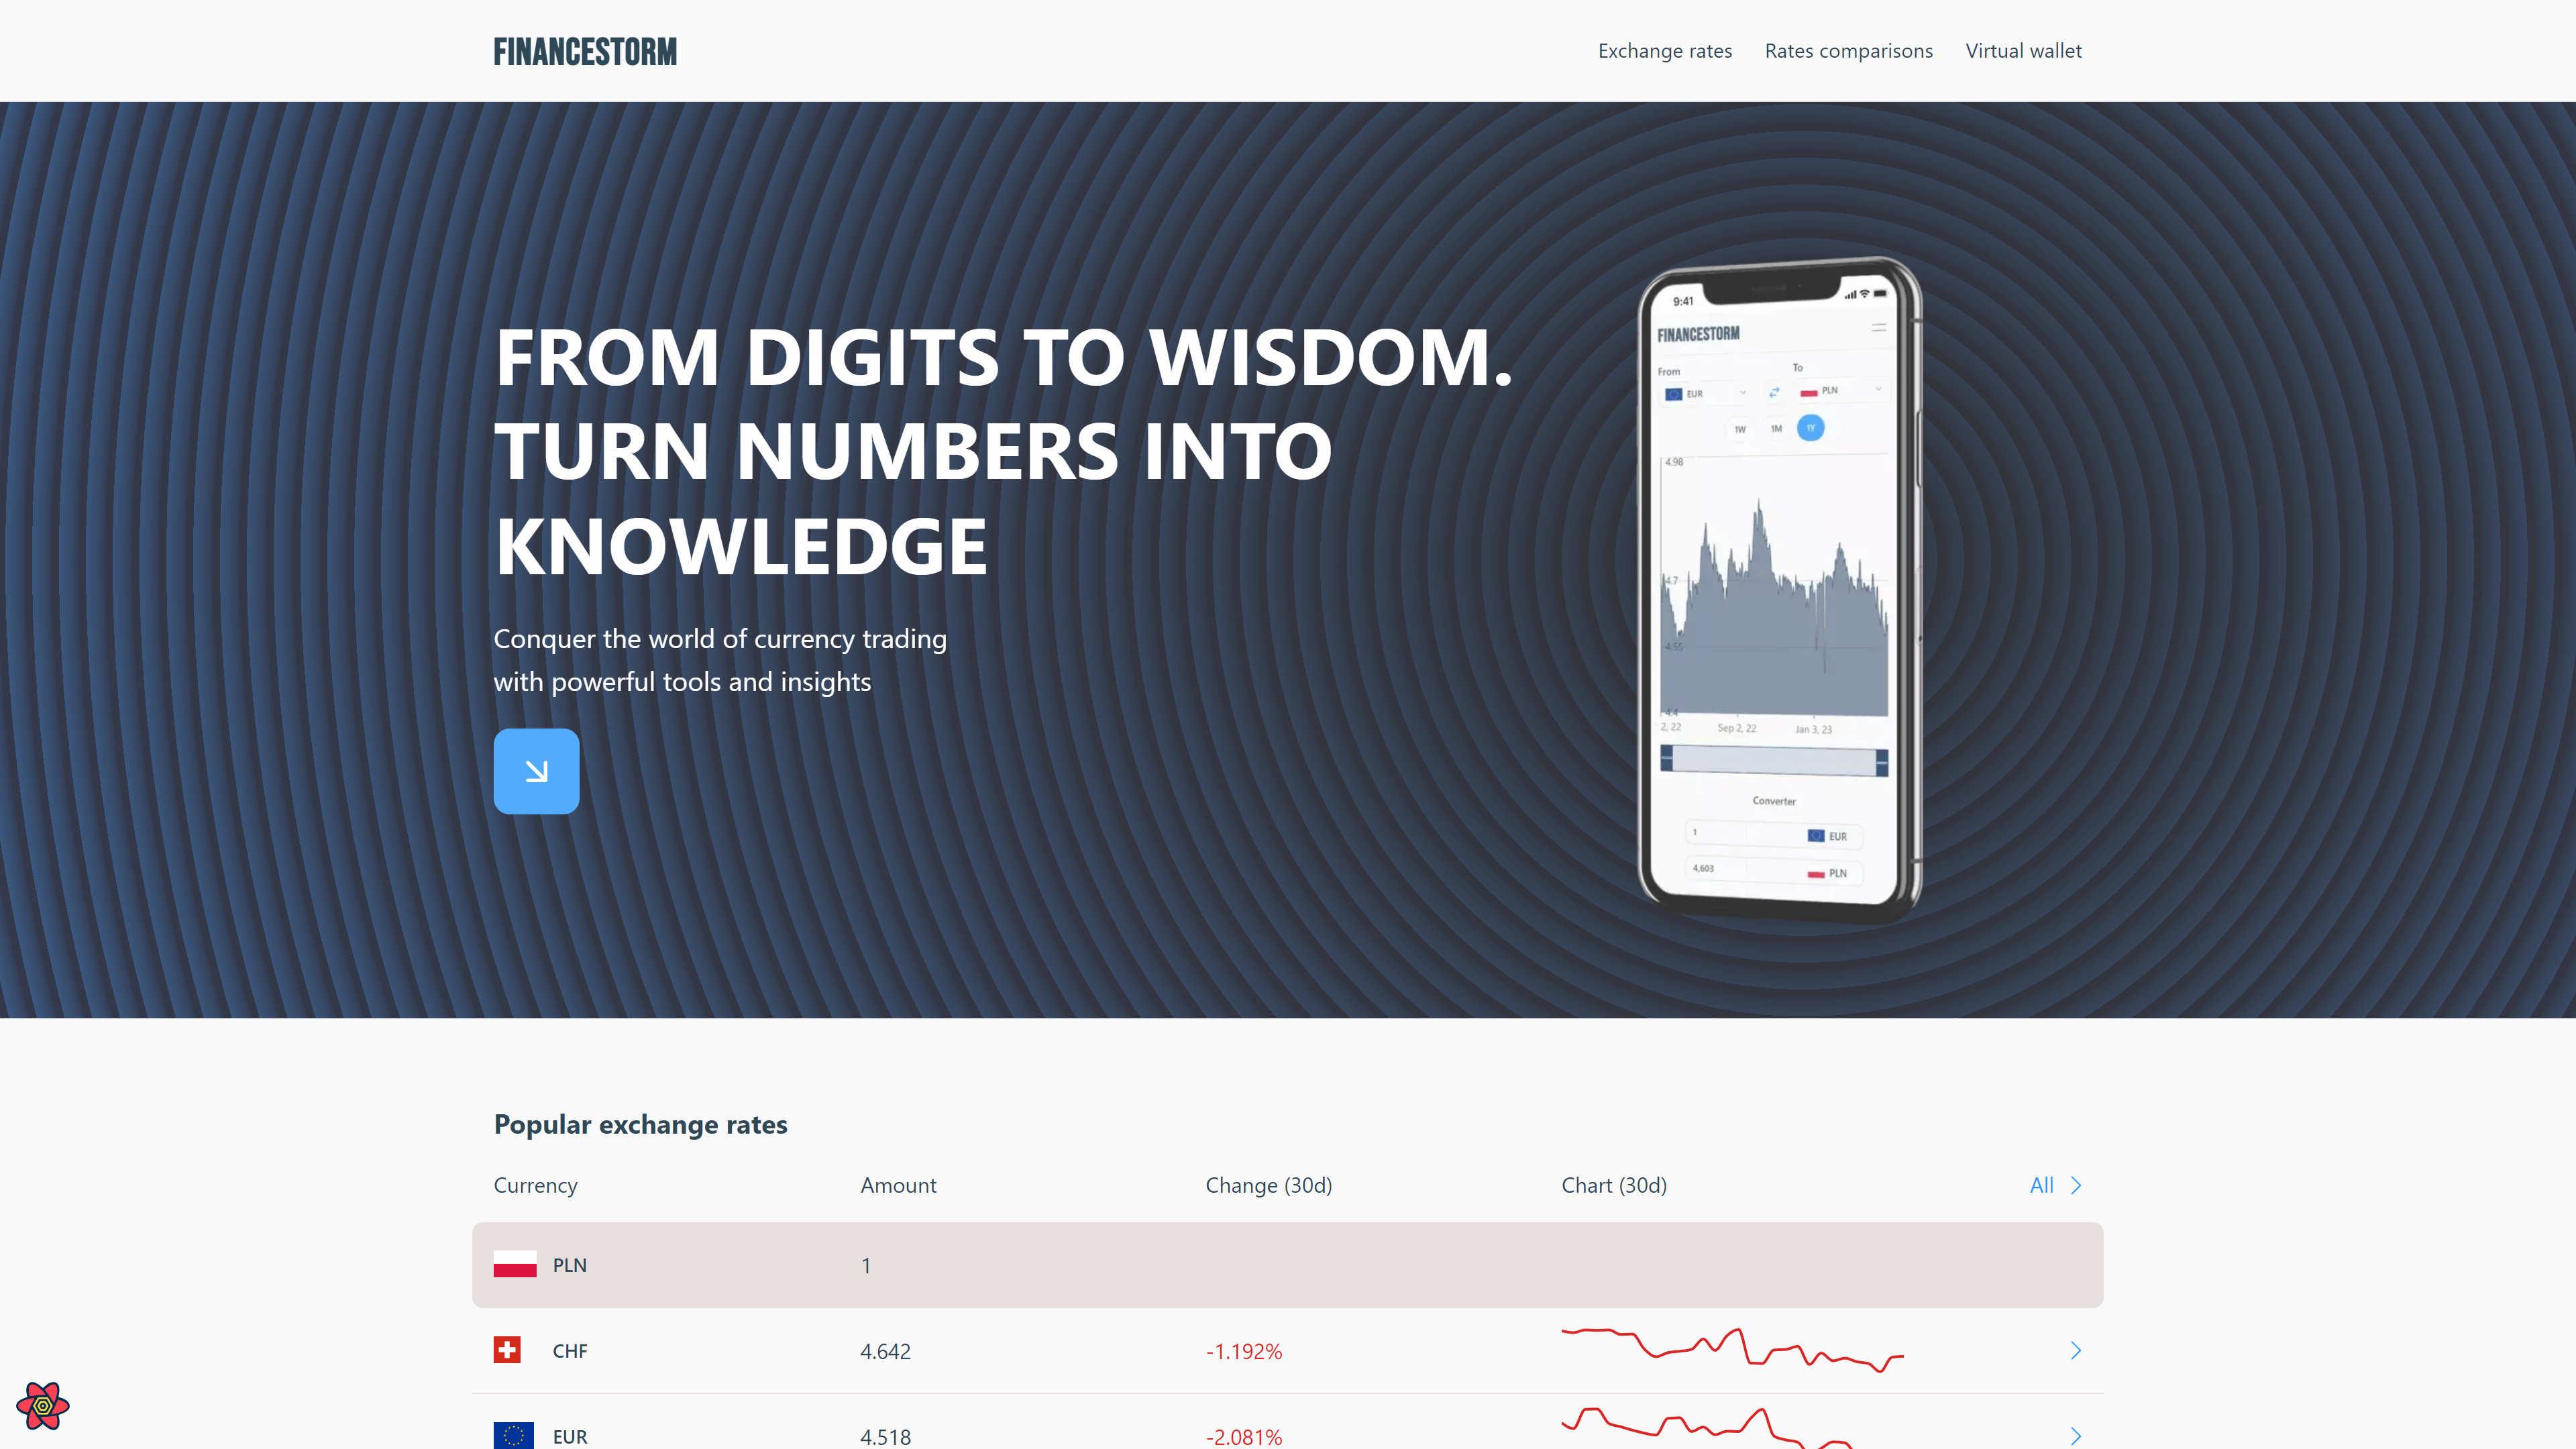 FINANCESTORM
Exchange rates Rates comparisons Virtual wallet
FROM DIGITS TO WISDOM.
TURN NUMBERS INTO
KNOWLEDGE
Conquer the world of currency trading
with powerful tools and insights
9:41
FINANCESTORM
From To
EUR PLN
1W 1M 1Y
4.98
4.7
4.55
4.4
2, 22 Sep 2, 22 Jan 3, 23
Converter
1 EUR
4,603 PLN
Popular exchange rates
Currency Amount Change (30d) Chart (30d) All
PLN 1
CHF 4.642 -1.192%
EUR 4.518 -2.081%